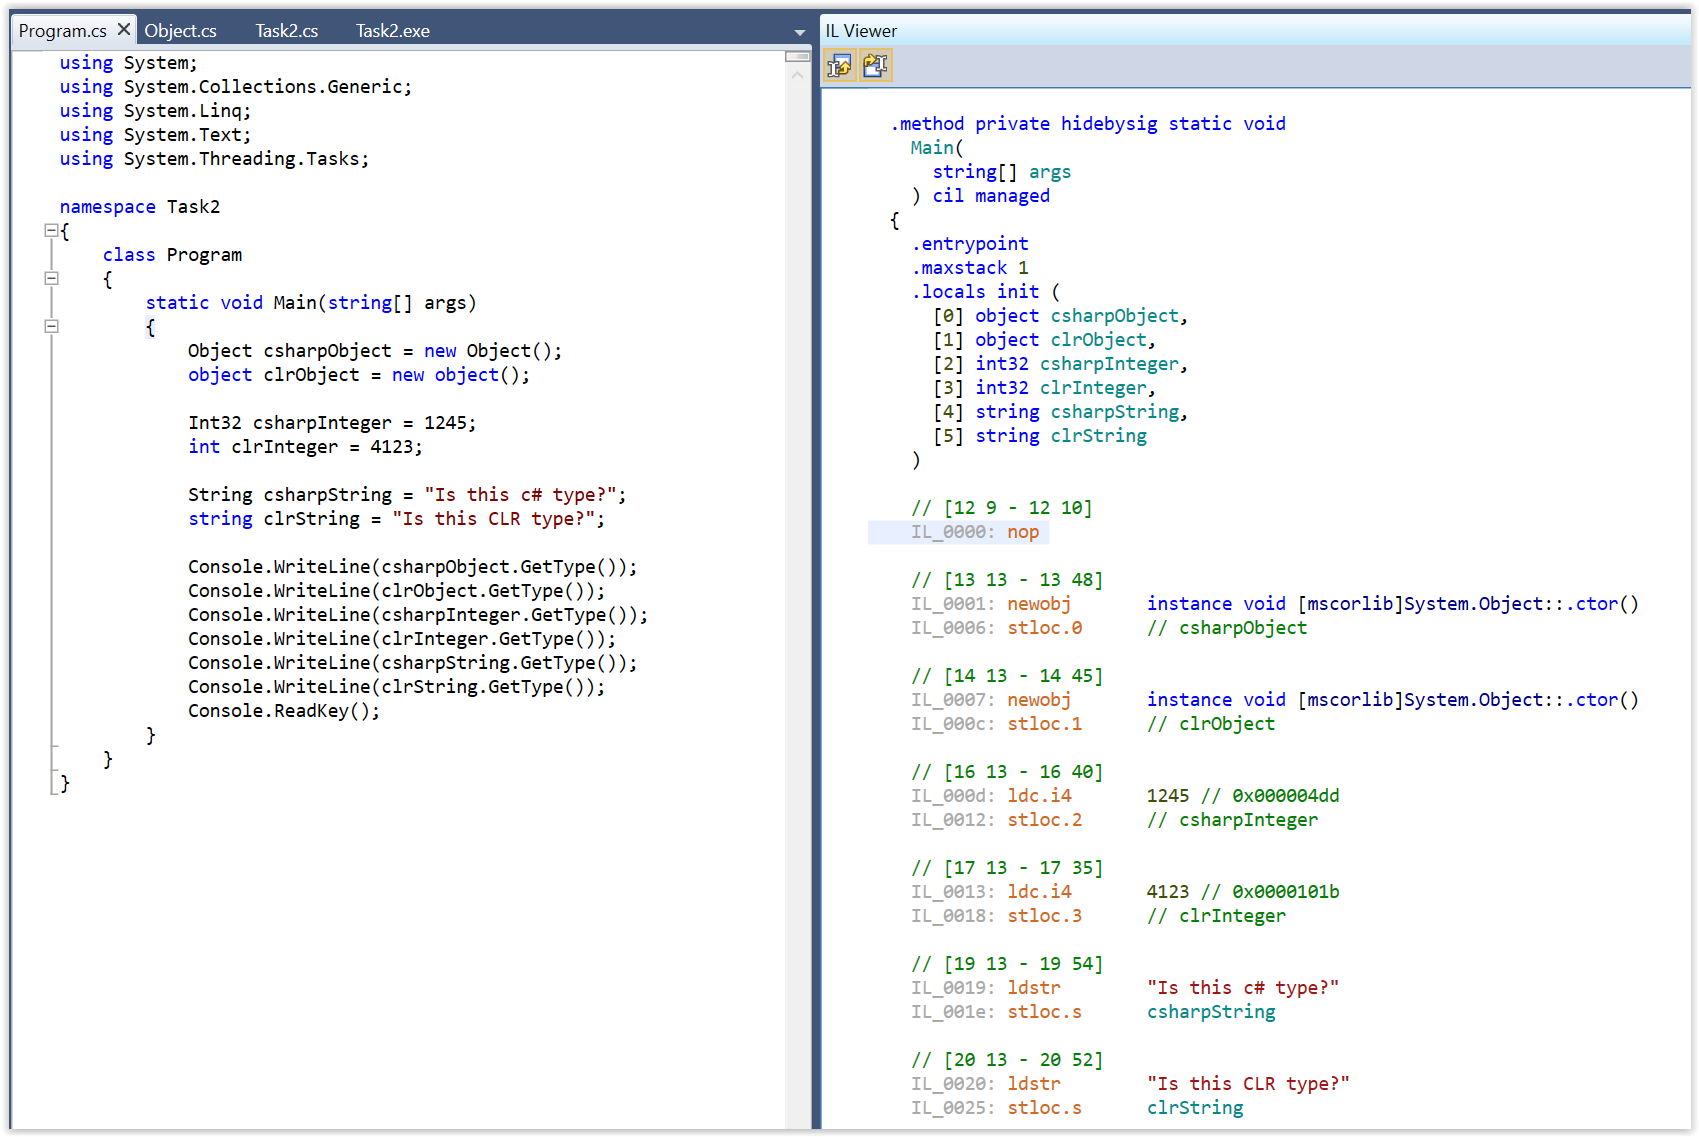 Program.cs Object.cs Task2.cs Task2.exe
using System;
using System.Collections.Generic;
using System.Linq;
using System.Text;
using System.Threading.Tasks;
namespace Task2
{
class Program
{
static void Main(string[] args)
{
Object csharpObject = new Object();
object clrObject = new object();
Int32 csharpInteger = 1245;
int clrInteger = 4123;
String csharpString = "Is this c# type?";
string clrString = "Is this CLR type?";
Console.WriteLine(csharpObject.GetType());
Console.WriteLine(clrObject.GetType());
Console.WriteLine(csharpInteger.GetType());
Console.WriteLine(clrInteger.GetType());
Console.WriteLine(csharpString.GetType());
Console.WriteLine(clrString.GetType());
Console.ReadKey();
}
}
}
IL Viewer
.method private hidebysig static void
Main(
string[] args
) cil managed
{
.entrypoint
.maxstack 1
.locals init (
[0] object csharpObject,
[1] object clrObject,
[2] int32 csharpInteger,
[3] int32 clrInteger,
[4] string csharpString,
[5] string clrString
)
// [12 9 - 12 10]
IL_0000: nop
// [13 13 - 13 48]
IL_0001: newobj instance void [mscorlib]System.Object::.ctor()
IL_0006: stloc.0 // csharpObject
// [14 13 - 14 45]
IL_0007: newobj instance void [mscorlib]System.Object::.ctor()
IL_000c: stloc.1 // clrObject
// [16 13 - 16 40]
IL_000d: ldc.i4 1245 // 0x000004dd
IL_0012: stloc.2 // csharpInteger
// [17 13 - 17 35]
IL_0013: ldc.i4 4123 // 0x0000101b
IL_0018: stloc.3 // clrInteger
// [19 13 - 19 54]
IL_0019: ldstr "Is this c# type?"
IL_001e: stloc.s csharpString
// [20 13 - 20 52]
IL_0020: ldstr "Is this CLR type?"
IL_0025: stloc.s clrString